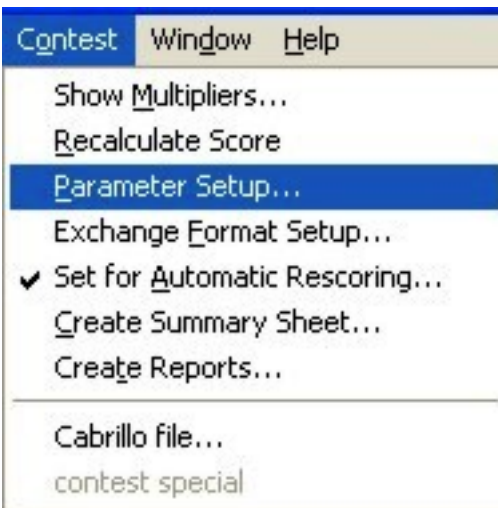 Contest Window Help
Show Multipliers...
Recalculate Score
Parameter Setup...
Exchange Format Setup...
✔ Set for Automatic Rescoring...
Create Summary Sheet...
Create Reports...
Cabrillo file...
contest special